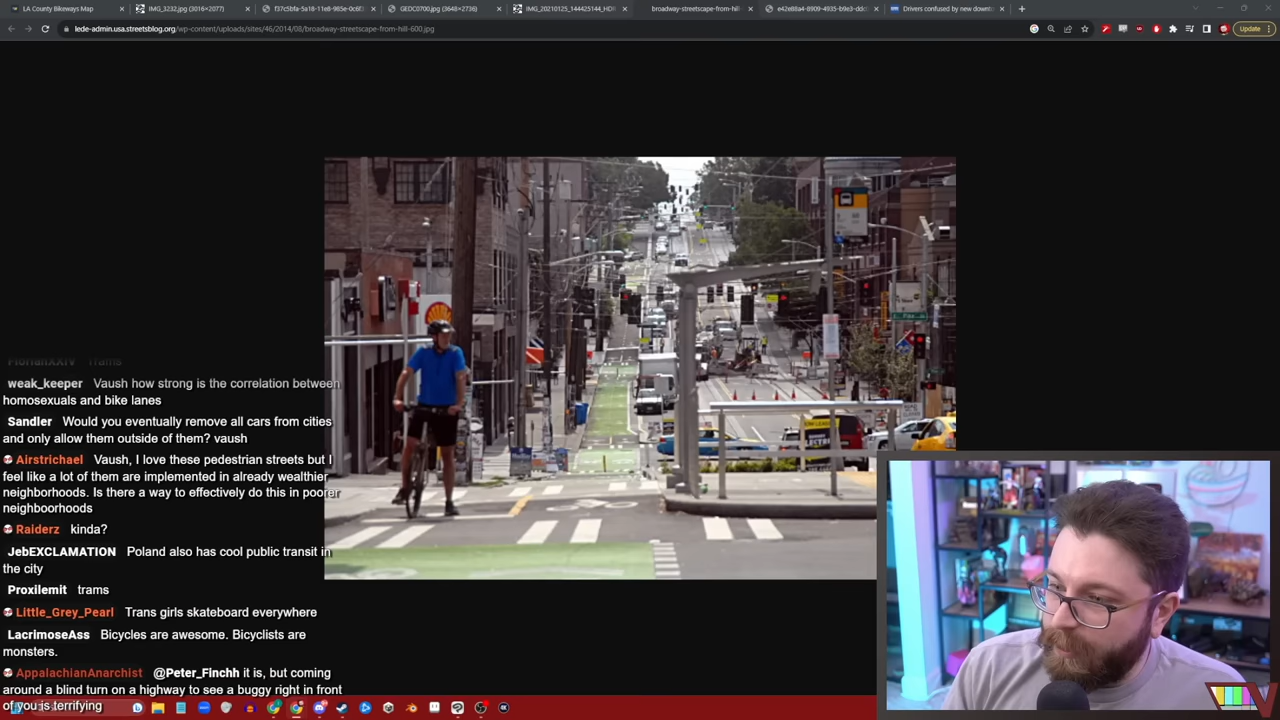 LA County Bikeways Map
IMG_3232.jpg (3016×2077)
GEDC0700.jpg (3648×2736)
IMG_20210125_144425144_HDR
broadway-streetscape-from-hill-
Drivers confused by new downt
lede-admin.usa.streetsblog.org/wp-content/uploads/sites/46/2014/08/broadway-streetscape-from-hill-600.jpg
Update
FlorianXXIV Trams
weak_keeper Vaush how strong is the correlation between
homosexuals and bike lanes
Sandler Would you eventually remove all cars from cities
and only allow them outside of them? vaush
Airstrichael Vaush, I love these pedestrian streets but I
feel like a lot of them are implemented in already wealthier
neighborhoods. Is there a way to effectively do this in poorer
neighboorhoods
Raiderz kinda?
JebEXCLAMATION Poland also has cool public transit in
the city
Proxilemit trams
Little_Grey_Pearl Trans girls skateboard everywhere
LacrimoseAss Bicycles are awesome. Bicyclists are
monsters.
AppalachianAnarchist @Peter_Finchh it is, but coming
around a blind turn on a highway to see a buggy right in front
of you is terrifying